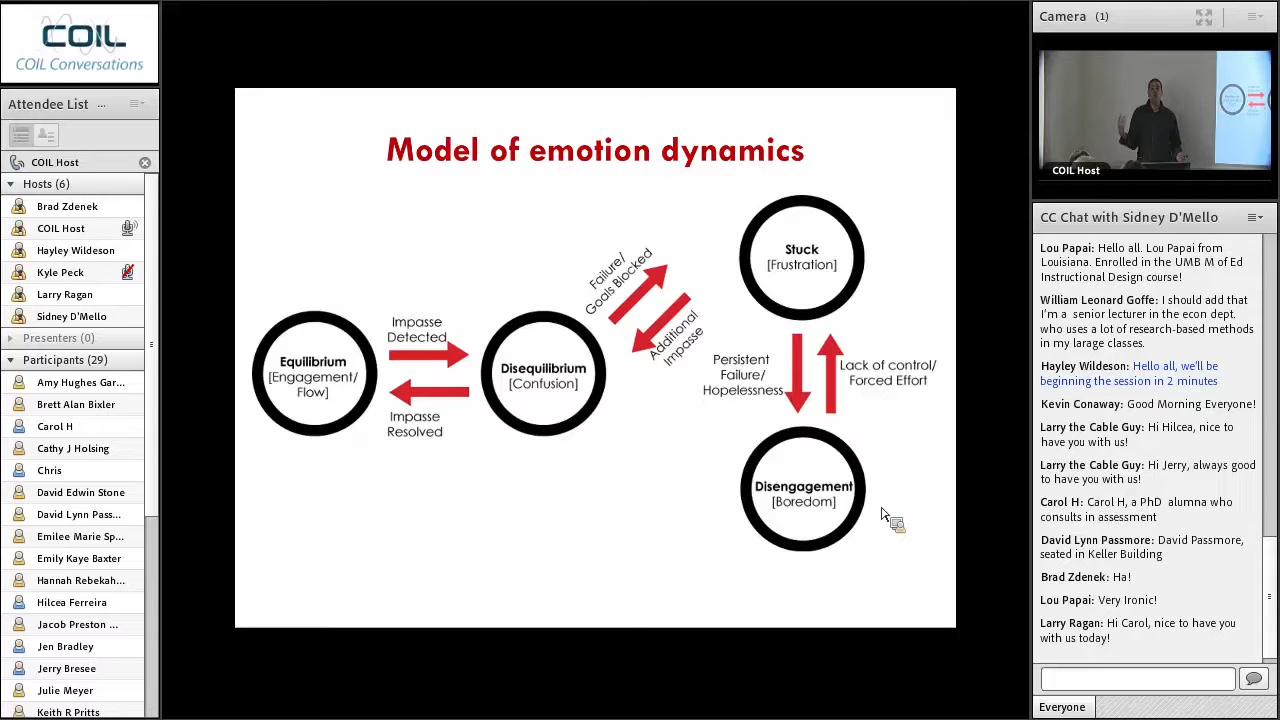 COIL
COIL Conversations
Attendee List ...
COIL Host
Hosts (6)
Brad Zdenek
COIL Host
Hayley Wildeson
Kyle Peck
Larry Ragan
Sidney D'Mello
Presenters (0)
Participants (29)
Amy Hughes Gar...
Brett Alan Bixler
Carol H
Cathy J Holsing
Chris
David Edwin Stone
David Lynn Pass...
Emilee Marie Sp...
Emily Kaye Baxter
Hannah Rebekah...
Hilcea Ferreira
Jacob Preston ...
Jen Bradley
Jerry Bresee
Julie Meyer
Keith R Pritts
Model of emotion dynamics
Equilibrium
[Engagement/
Flow]
Impasse
Detected
Impasse
Resolved
Disequilibrium
[Confusion]
Failure/
Goals Blocked
Additional
Impasse
Stuck
[Frustration]
Persistent
Failure/
Hopelessness
Lack of control/
Forced Effort
Disengagement
[Boredom]
Camera (1)
COIL Host
CC Chat with Sidney D'Mello
Lou Papai: Hello all. Lou Papai from
Louisiana. Enrolled in the UMB M of Ed
Instructional Design course!
William Leonard Goffe: I should add that
I'm a senior lecturer in the econ dept.
who uses a lot of research-based methods
in my larage classes.
Hayley Wildeson: Hello all, we'll be
beginning the session in 2 minutes
Kevin Conaway: Good Morning Everyone!
Larry the Cable Guy: Hi Hilcea, nice to
have you with us!
Larry the Cable Guy: Hi Jerry, always good
to have you with us!
Carol H: Carol H, a PhD alumna who
consults in assessment
David Lynn Passmore: David Passmore,
seated in Keller Building
Brad Zdenek: Ha!
Lou Papai: Very Ironic!
Larry Ragan: Hi Carol, nice to have you
with us today!
Everyone